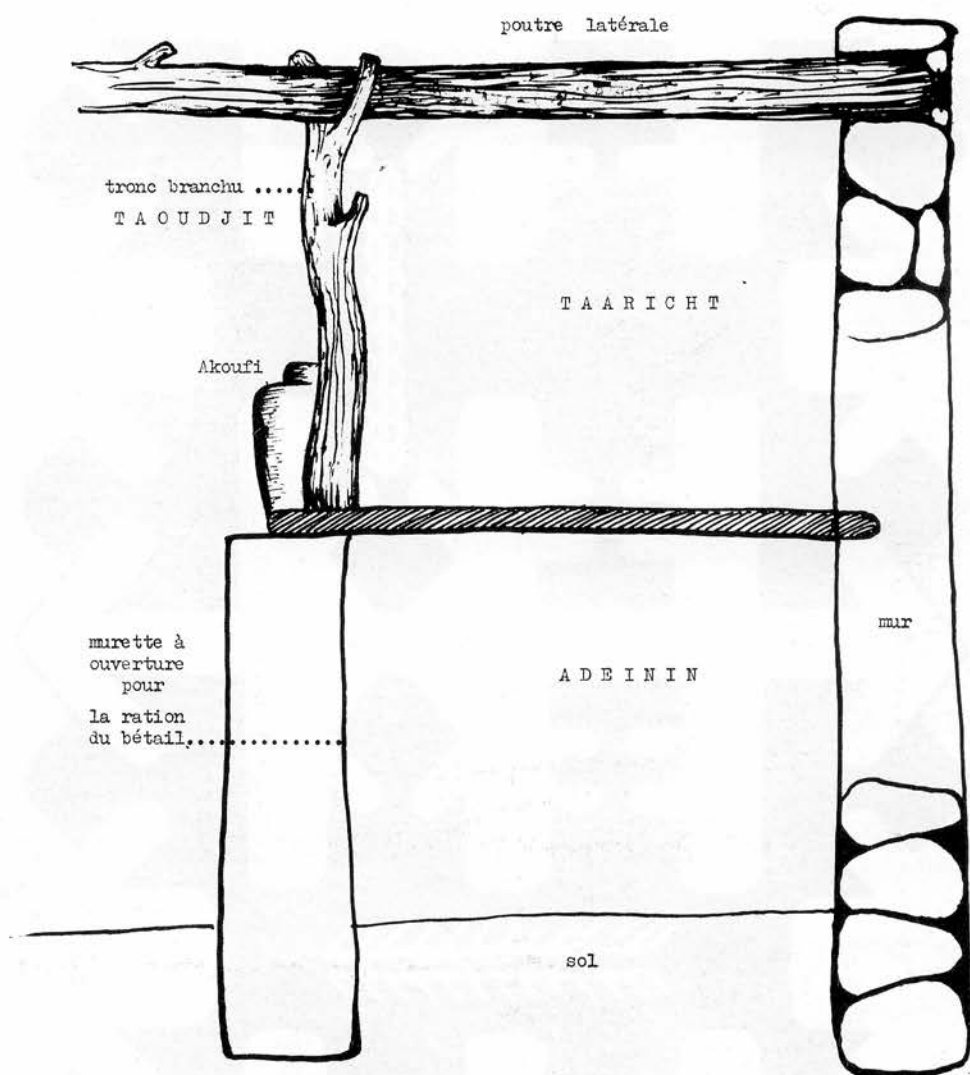 poutre latérale
tronc branchu ......
TAOUDJIT
TAARICHT
Akoufi
mur
murette à
ouverture
pour
la ration
du bétail................
ADEININ
sol